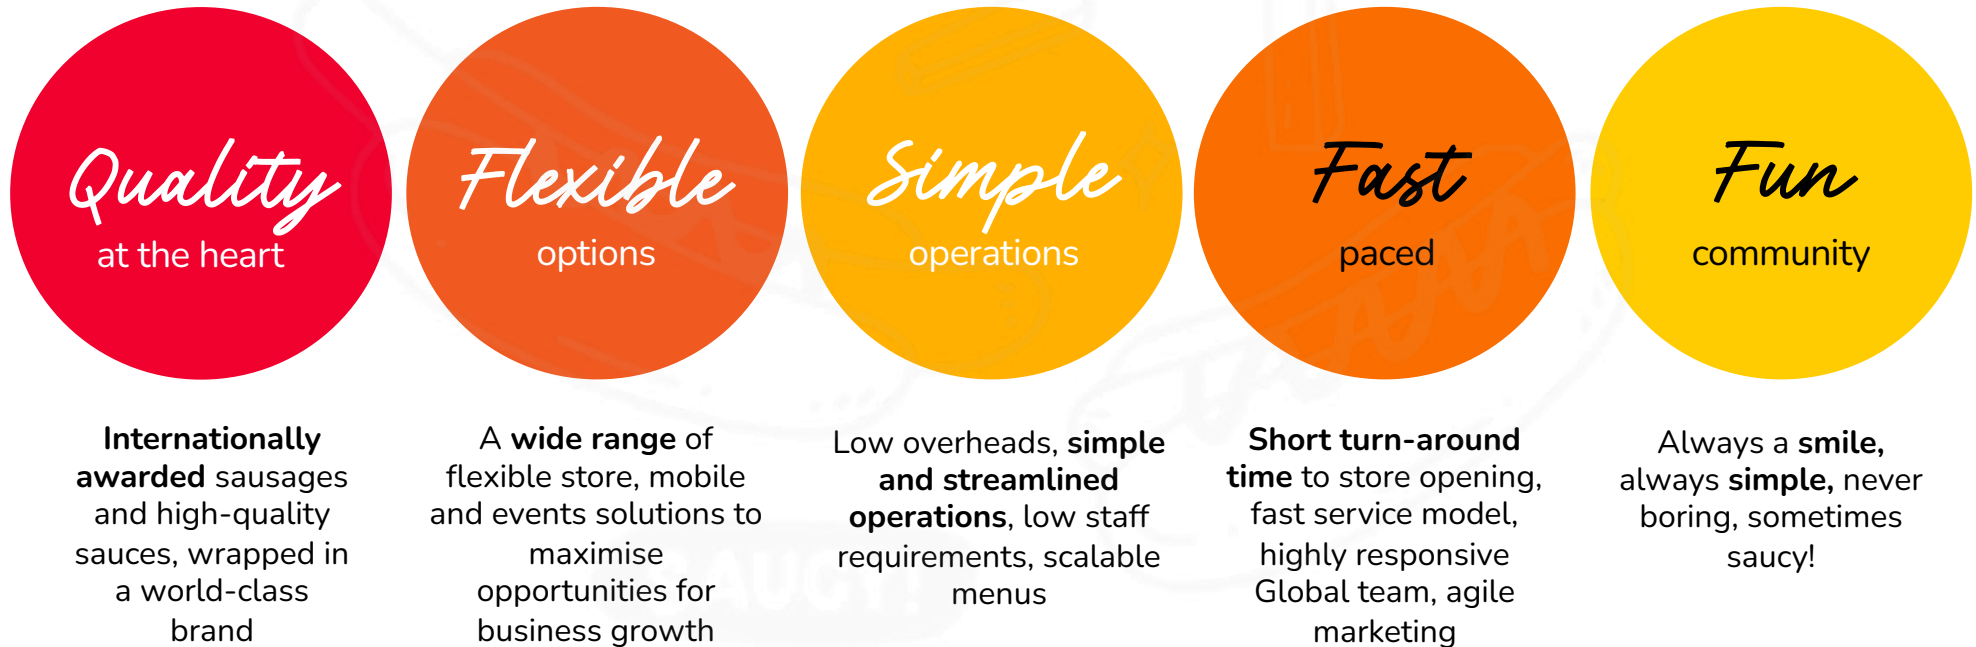 Quality
at the heart
Internationally
awarded sausages
and high-quality
sauces, wrapped in
a world-class
brand
Flexible
options
A wide range of
flexible store, mobile
and events solutions to
maximise
opportunities for
business growth
Simple
operations
Low overheads, simple
and streamlined
operations, low staff
requirements, scalable
menus
Fast
paced
Short turn-around
time to store opening,
fast service model,
highly responsive
Global team, agile
marketing
Fun
community
Always a smile,
always simple, never
boring, sometimes
saucy!